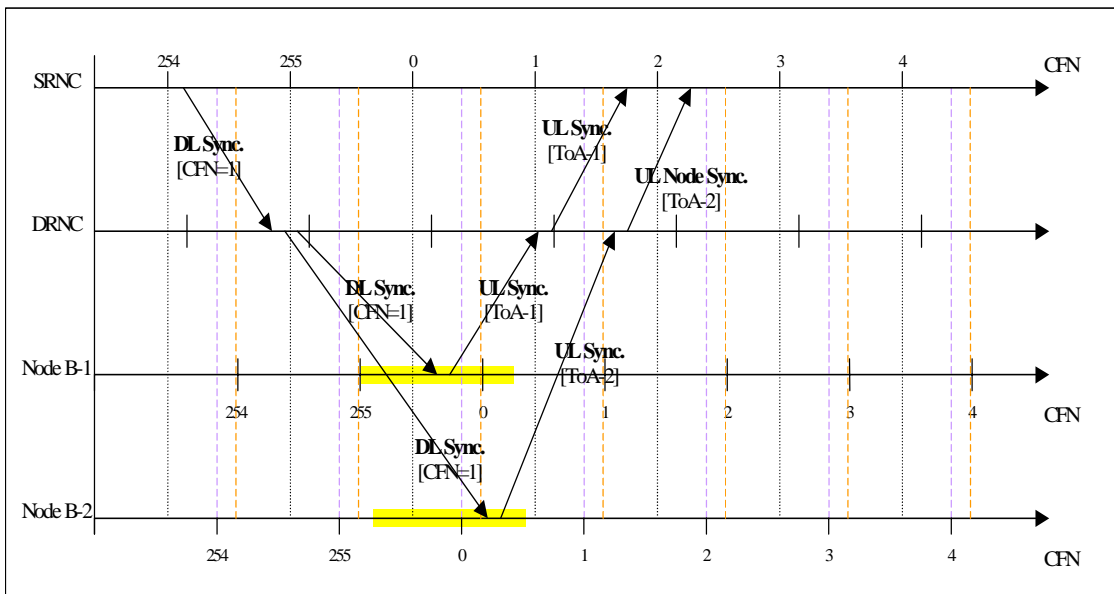 254 255 0 1 2 3 4 CFN
SRNC
DL Sync.
[CFN=1]
UL Sync.
[ToA-1]
UL Node Sync.
[ToA-2]
DRNC
DL Sync.
[CFN=1]
UL Sync.
[ToA-1]
UL Sync.
[ToA-2]
Node B-1
254 255 0 1 2 3 4 CFN
DL Sync.
[CFN=1]
Node B-2
254 255 0 1 2 3 4
CFN